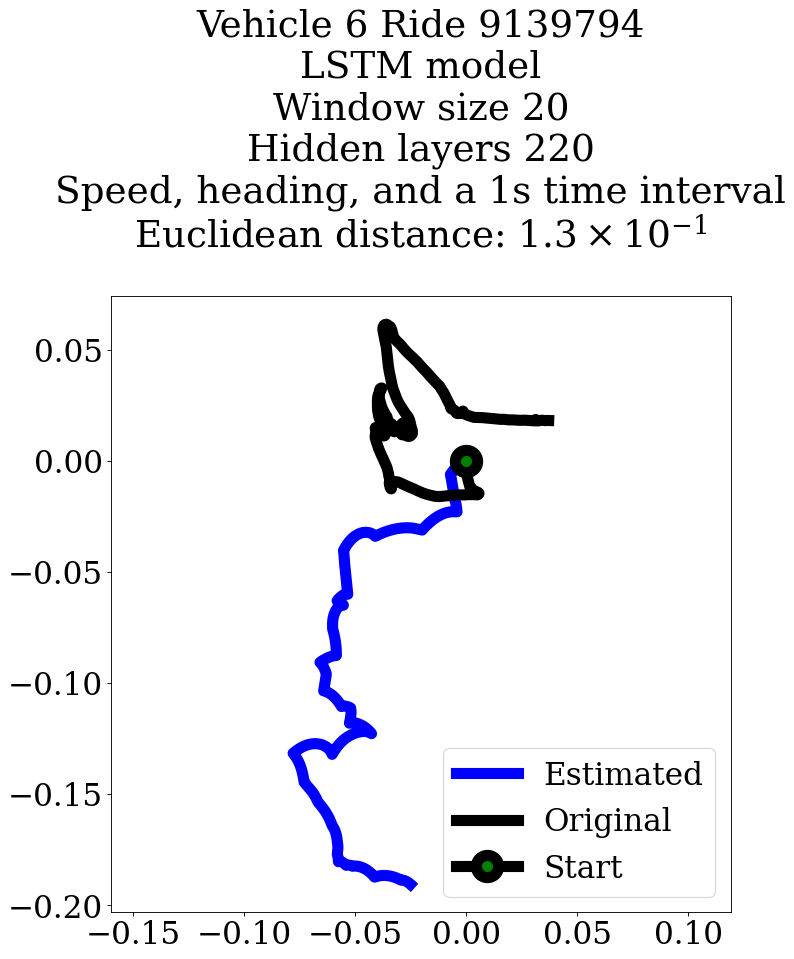 Vehicle 6 Ride 9139794
LSTM model
Window size 20
Hidden layers 220
Speed, heading, and a 1s time interval
Euclidean distance: 1.3 × 10⁻¹
0.05
0.00
−0.05
−0.10
−0.15
−0.20
Estimated
Original
Start
−0.15 −0.10 −0.05 0.00 0.05 0.10